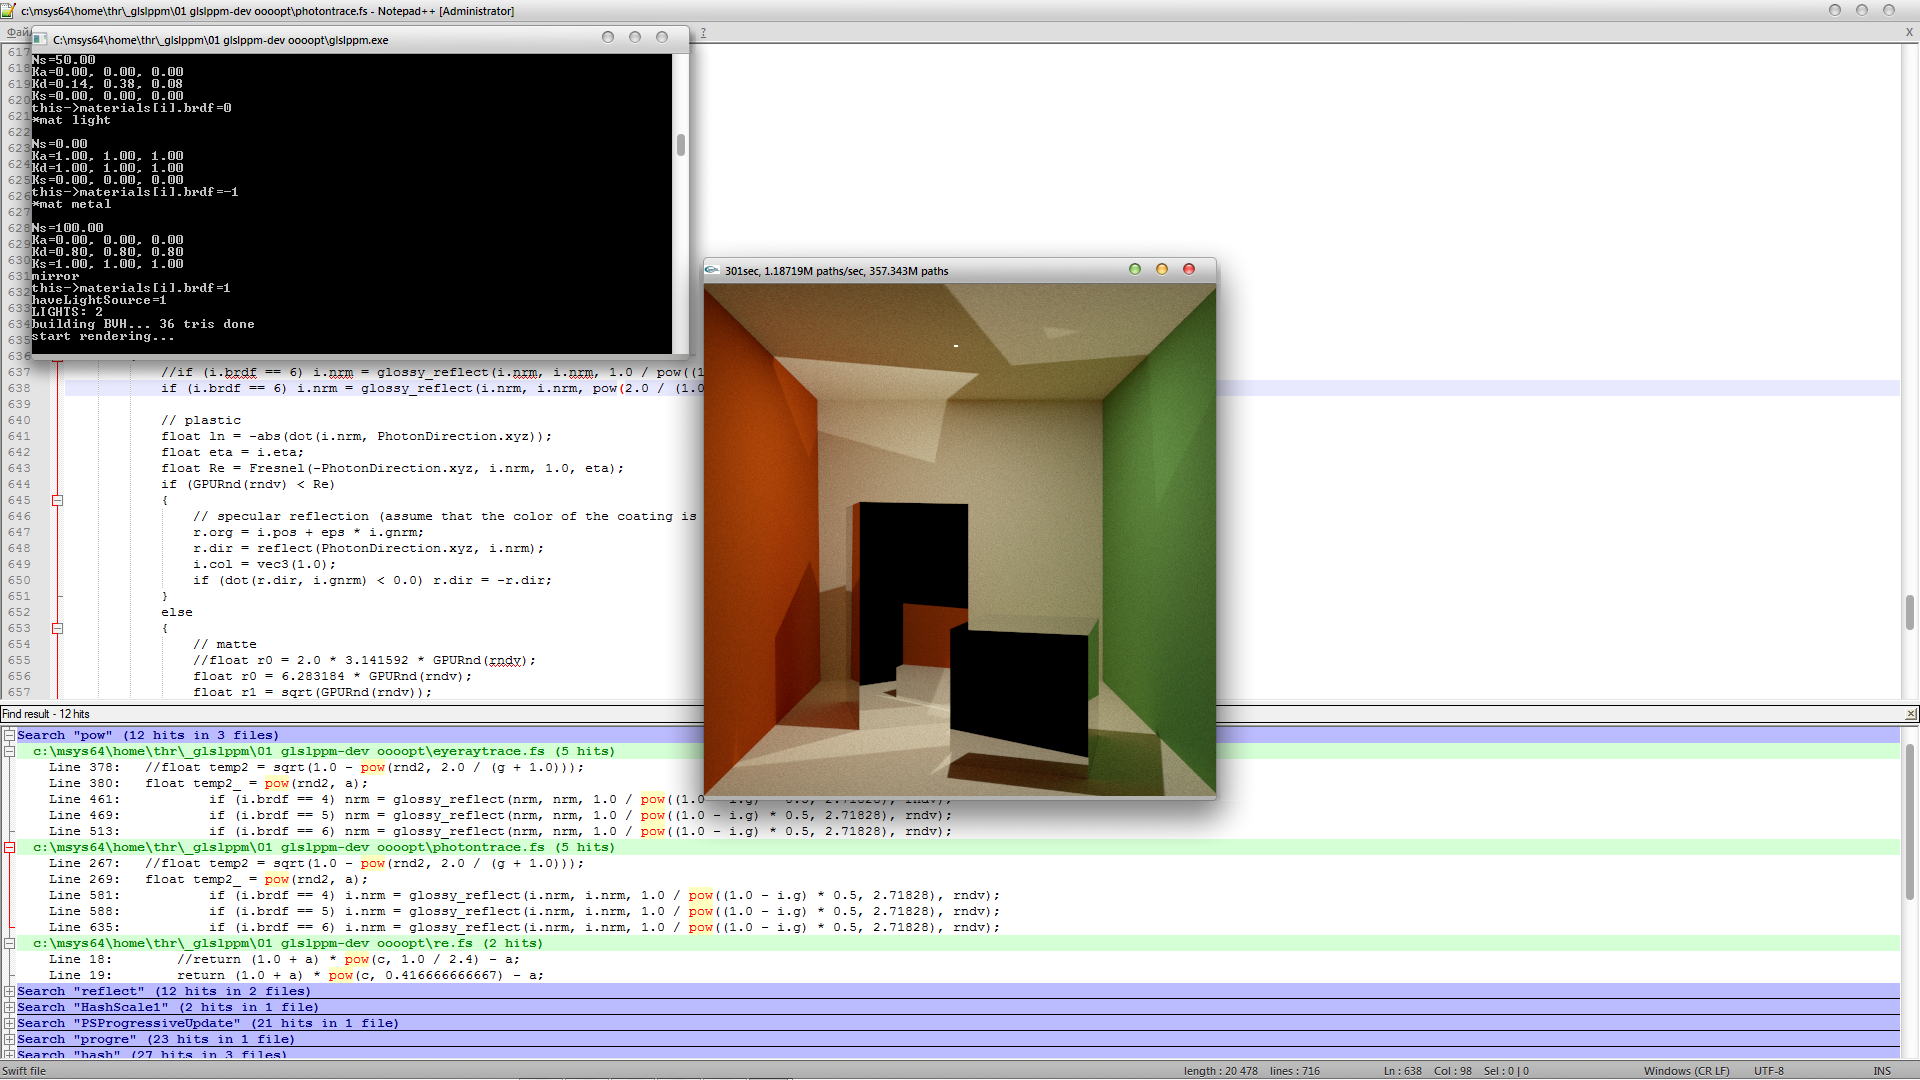 c:\msys64\home\thr\_glslppm\01 glslppm-dev oooopt\photontrace.fs - Notepad++ [Administrator]
?
X
C:\msys64\home\thr\_glslppm\01 glslppm-dev oooopt\glslppm.exe
Ns=50.00
Ka=0.00, 0.00, 0.00
Kd=0.14, 0.38, 0.08
Ks=0.00, 0.00, 0.00
this->materials[i].brdf=0
*mat light
Ns=0.00
Ka=1.00, 1.00, 1.00
Kd=1.00, 1.00, 1.00
Ks=0.00, 0.00, 0.00
this->materials[i].brdf=-1
*mat metal
Ns=100.00
Ka=0.00, 0.00, 0.00
Kd=0.80, 0.80, 0.80
Ks=1.00, 1.00, 1.00
mirror
this->materials[i].brdf=1
haveLightSource=1
LIGHTS: 2
building BVH... 36 tris done
start rendering...
301sec, 1.18719M paths/sec, 357.343M paths
637 //if (i.brdf == 6) i.nrm = glossy_reflect(i.nrm, i.nrm, 1.0 / pow((1
638 if (i.brdf == 6) i.nrm = glossy_reflect(i.nrm, i.nrm, pow(2.0 / (1.0
639
640 // plastic
641 float ln = -abs(dot(i.nrm, PhotonDirection.xyz));
642 float eta = i.eta;
643 float Re = Fresnel(-PhotonDirection.xyz, i.nrm, 1.0, eta);
644 if (GPURnd(rndv) < Re)
645 {
646 // specular reflection (assume that the color of the coating is
647 r.org = i.pos + eps * i.gnrm;
648 r.dir = reflect(PhotonDirection.xyz, i.nrm);
649 i.col = vec3(1.0);
650 if (dot(r.dir, i.gnrm) < 0.0) r.dir = -r.dir;
651 }
652 else
653 {
654 // matte
655 //float r0 = 2.0 * 3.141592 * GPURnd(rndv);
656 float r0 = 6.283184 * GPURnd(rndv);
657 float r1 = sqrt(GPURnd(rndv));
Find result - 12 hits
Search "pow" (12 hits in 3 files)
c:\msys64\home\thr\_glslppm\01 glslppm-dev oooopt\eyeraytrace.fs (5 hits)
Line 378: //float temp2 = sqrt(1.0 - pow(rnd2, 2.0 / (g + 1.0)));
Line 380: float temp2_ = pow(rnd2, a);
Line 461: if (i.brdf == 4) nrm = glossy_reflect(nrm, nrm, 1.0 / pow((1.0 - i.g) * 0.5, 2.71828), rndv);
Line 469: if (i.brdf == 5) nrm = glossy_reflect(nrm, nrm, 1.0 / pow((1.0 - i.g) * 0.5, 2.71828), rndv);
Line 513: if (i.brdf == 6) nrm = glossy_reflect(nrm, nrm, 1.0 / pow((1.0 - i.g) * 0.5, 2.71828), rndv);
c:\msys64\home\thr\_glslppm\01 glslppm-dev oooopt\photontrace.fs (5 hits)
Line 267: //float temp2 = sqrt(1.0 - pow(rnd2, 2.0 / (g + 1.0)));
Line 269: float temp2_ = pow(rnd2, a);
Line 581: if (i.brdf == 4) i.nrm = glossy_reflect(i.nrm, i.nrm, 1.0 / pow((1.0 - i.g) * 0.5, 2.71828), rndv);
Line 588: if (i.brdf == 5) i.nrm = glossy_reflect(i.nrm, i.nrm, 1.0 / pow((1.0 - i.g) * 0.5, 2.71828), rndv);
Line 635: if (i.brdf == 6) i.nrm = glossy_reflect(i.nrm, i.nrm, 1.0 / pow((1.0 - i.g) * 0.5, 2.71828), rndv);
c:\msys64\home\thr\_glslppm\01 glslppm-dev oooopt\re.fs (2 hits)
Line 18: //return (1.0 + a) * pow(c, 1.0 / 2.4) - a;
Line 19: return (1.0 + a) * pow(c, 0.416666666667) - a;
Search "reflect" (12 hits in 2 files)
Search "HashScale1" (2 hits in 1 file)
Search "PSProgressiveUpdate" (21 hits in 1 file)
Search "progre" (23 hits in 1 file)
Search "hash" (27 hits in 3 files)
Swift file
length : 20 478 lines : 716
Ln : 638 Col : 98 Sel : 0 | 0
Windows (CR LF)
UTF-8
INS